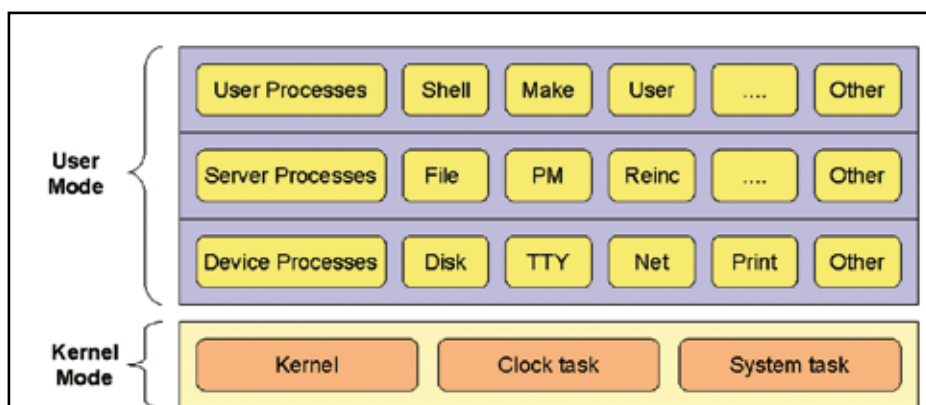 User Processes Shell Make User .... Other
User
Mode
Server Processes File PM Reinc .... Other
Device Processes Disk TTY Net Print Other
Kernel
Mode
Kernel Clock task System task